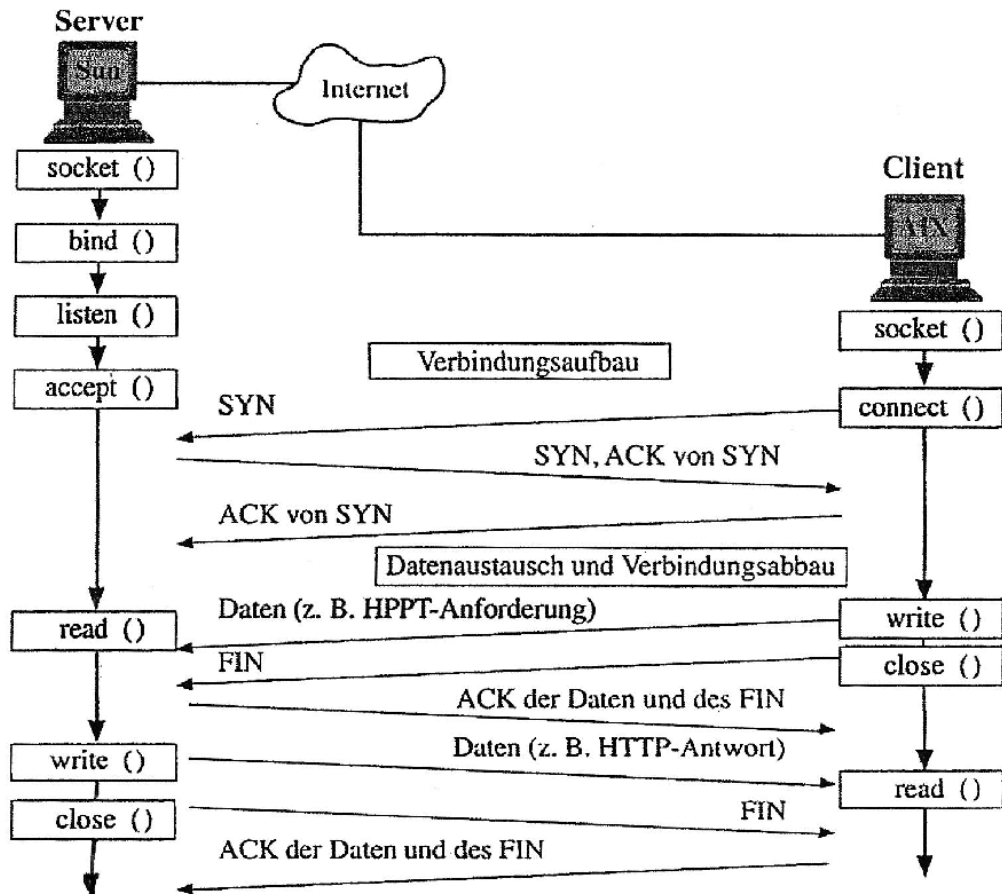 Server
Sun
Internet
socket ()
Client
AIX
bind ()
listen ()
socket ()
Verbindungsaufbau
accept ()
SYN
connect ()
SYN, ACK von SYN
ACK von SYN
Datenaustausch und Verbindungsabbau
Daten (z. B. HPPT-Anforderung)
write ()
read ()
FIN
close ()
ACK der Daten und des FIN
Daten (z. B. HTTP-Antwort)
write ()
read ()
FIN
close ()
ACK der Daten und des FIN